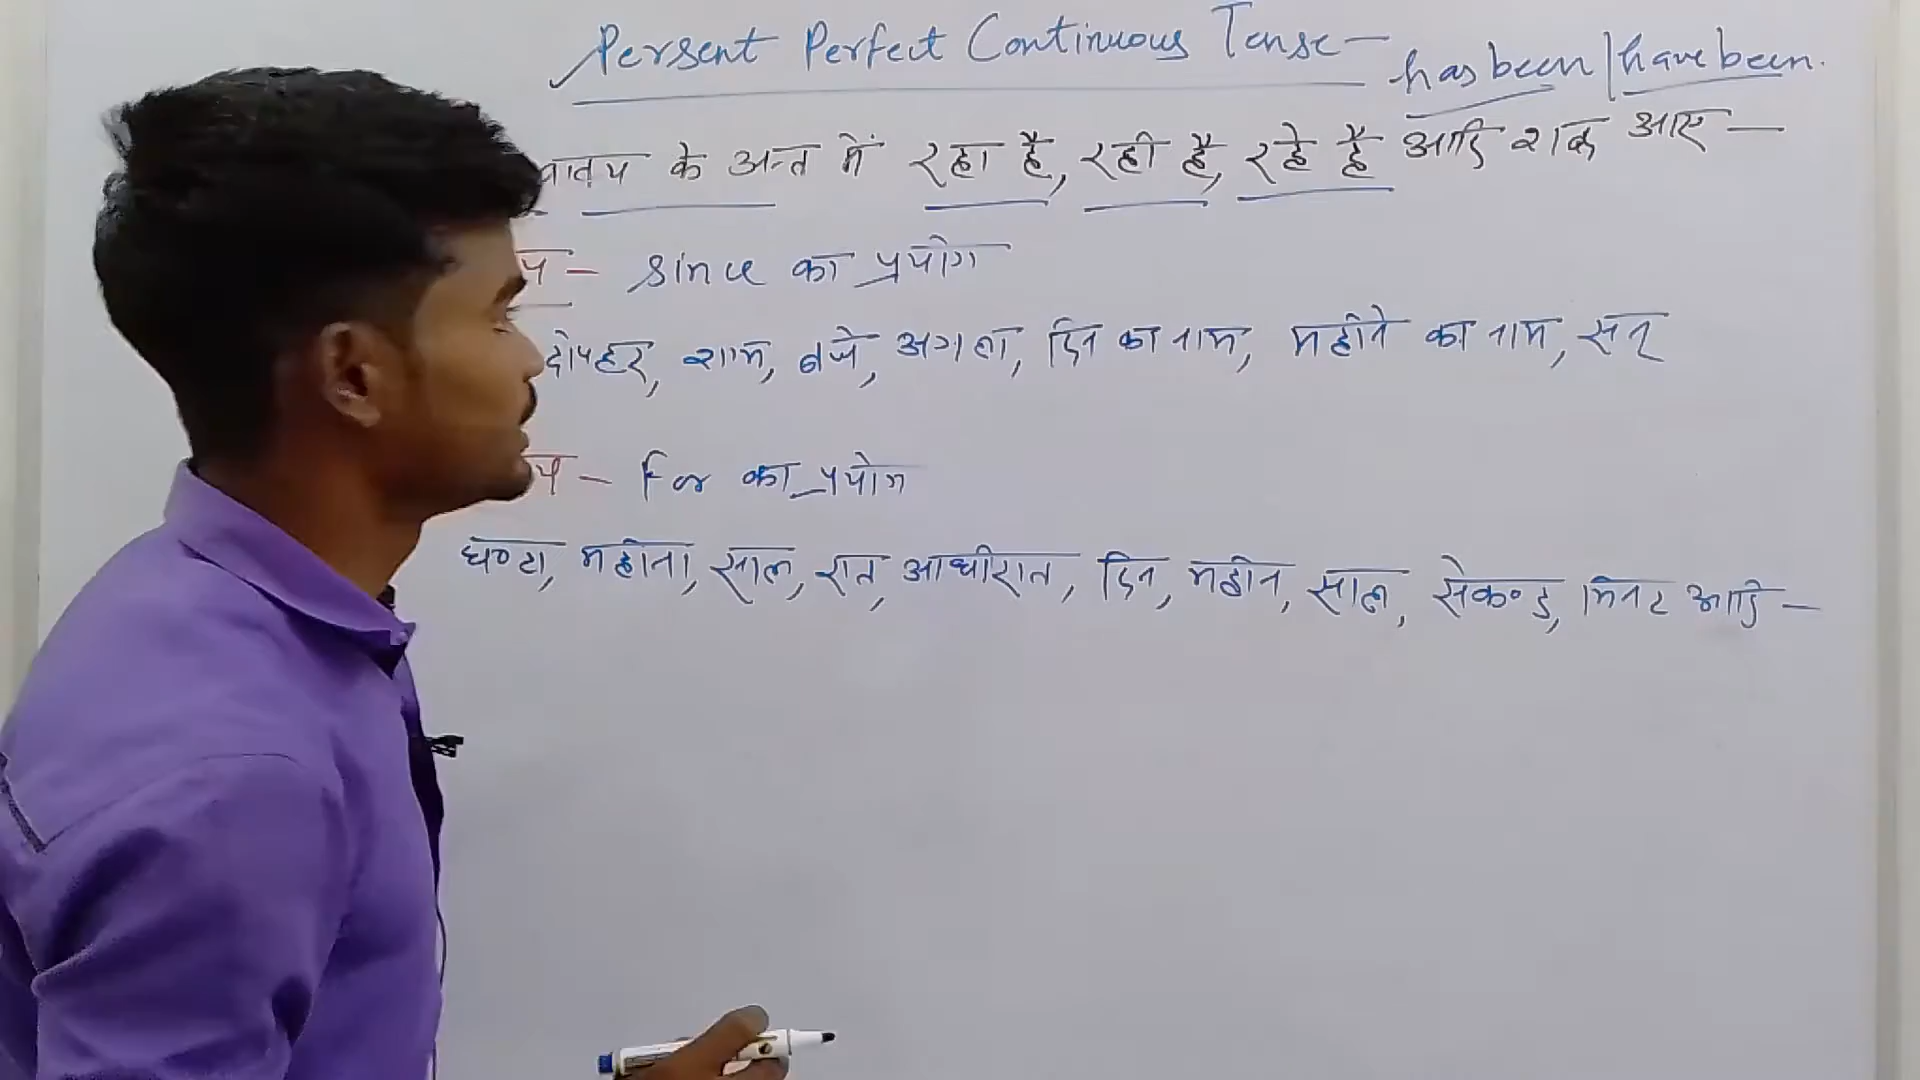 Persent Perfect Continuous Tense - has been / have been.
वाक्य के अन्त में रहा है, रही है, रहे हैं आदि शब्द आए -
य - Since का प्रयोग
दोपहर, शाम, बजे, अगला, दिन का नाम, महीने का नाम, सन्
य - For का प्रयोग
घण्टा, महीना, साल, रात, आधीरात, दिन, महीन, साल, सेकण्ड, मिनट आदि -